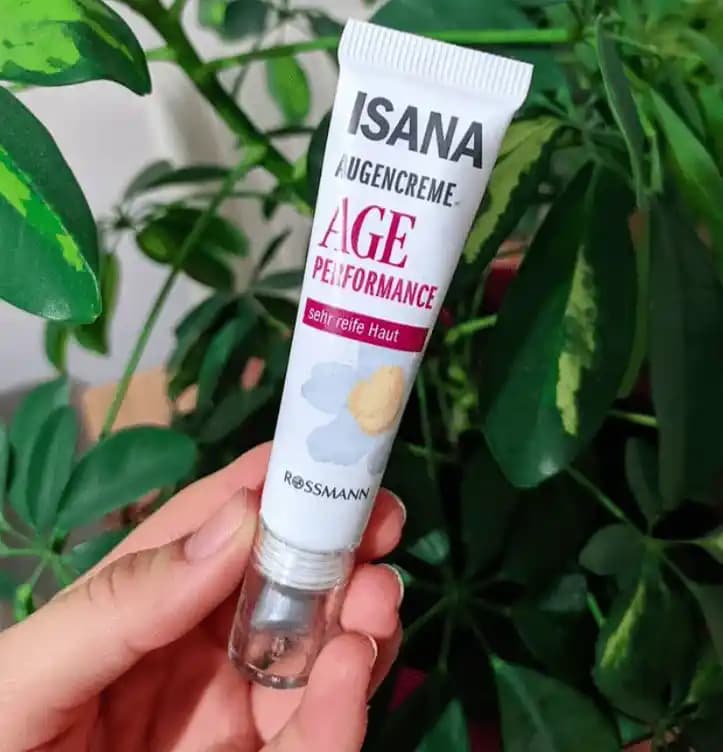 ISANA
AUGENCREME
AGE
PERFORMANCE
sehr reife Haut
ROSSMANN